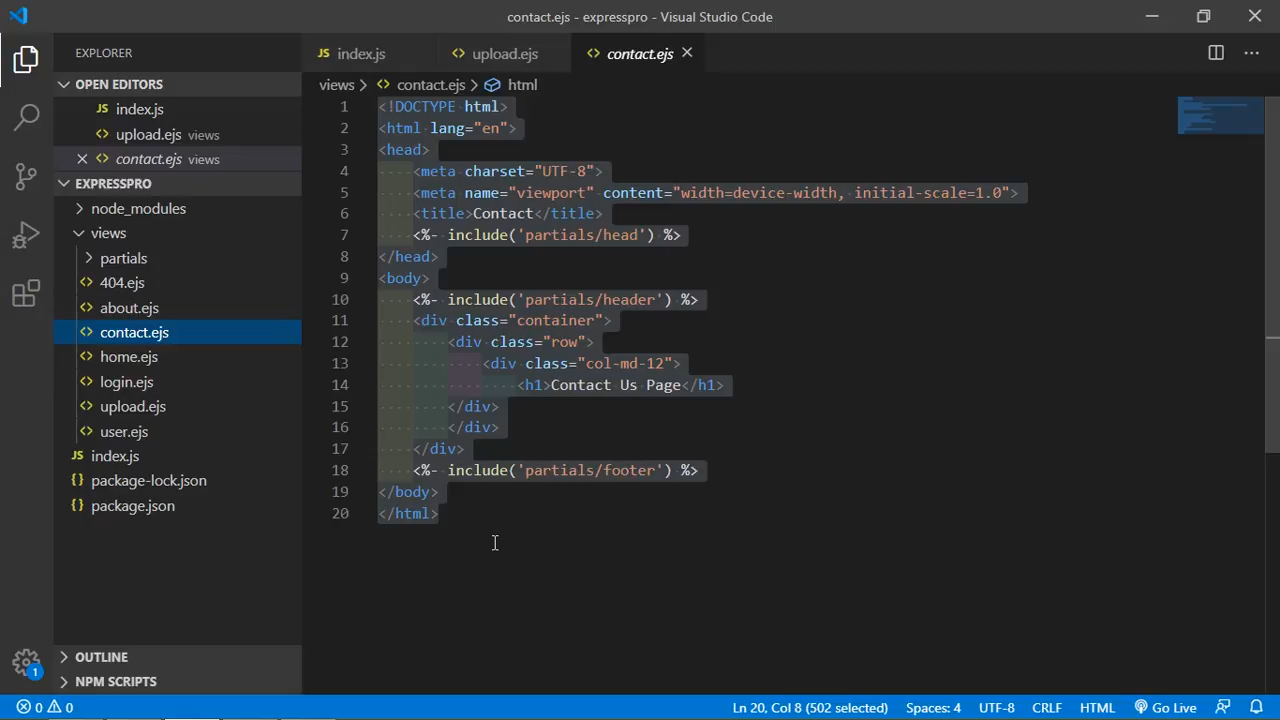 contact.ejs - expresspro - Visual Studio Code
EXPLORER
OPEN EDITORS
index.js
upload.ejs views
contact.ejs views
EXPRESSPRO
node_modules
views
partials
404.ejs
about.ejs
contact.ejs
home.ejs
login.ejs
upload.ejs
user.ejs
JS index.js
{} package-lock.json
{} package.json
OUTLINE
NPM SCRIPTS
JS index.js
upload.ejs
contact.ejs
views > contact.ejs > html
1 <!DOCTYPE html>
2 <html lang="en">
3 <head>
4 <meta charset="UTF-8">
5 <meta name="viewport" content="width=device-width, initial-scale=1.0">
6 <title>Contact</title>
7 <%- include('partials/head') %>
8 </head>
9 <body>
10 <%- include('partials/header') %>
11 <div class="container">
12 <div class="row">
13 <div class="col-md-12">
14 <h1>Contact Us Page</h1>
15 </div>
16 </div>
17 </div>
18 <%- include('partials/footer') %>
19 </body>
20 </html>
1
0 0
Ln 20, Col 8 (502 selected) Spaces: 4 UTF-8 CRLF HTML Go Live